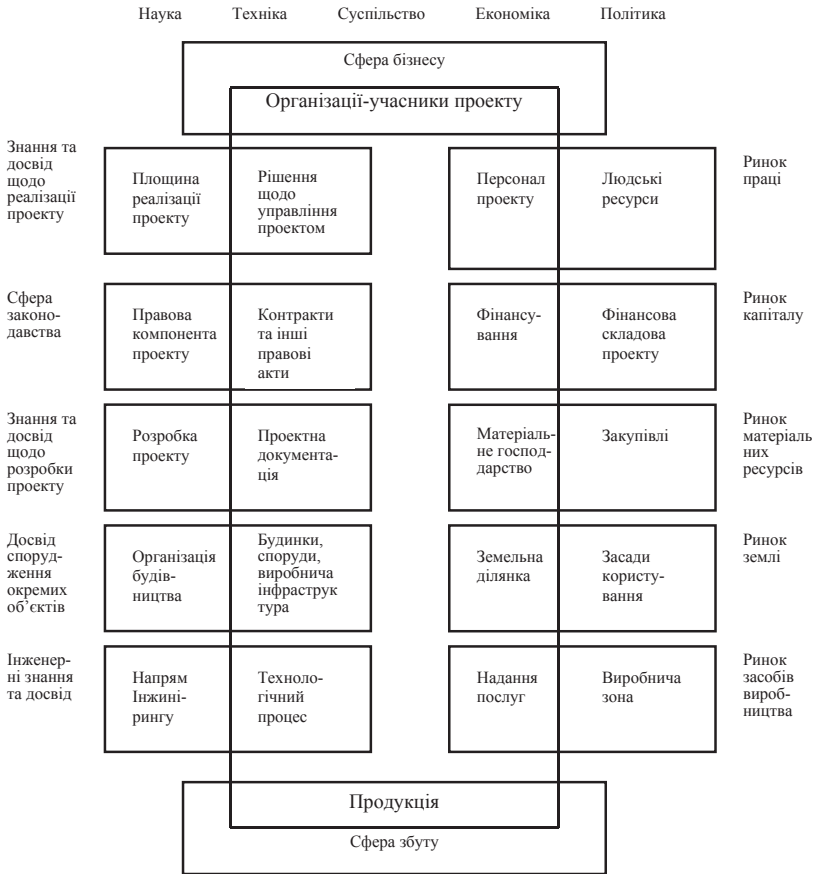 Наука Техніка Суспільство Економіка Політика
Сфера бізнесу
Організації-учасники проекту
Знання та
досвід
щодо
реалізації
проекту
Площина
реалізації
проекту
Рішення
щодо
управління
проектом
Персонал
проекту
Людські
ресурси
Ринок
праці
Сфера
законо-
давства
Правова
компонента
проекту
Контракти
та інші
правові
акти
Фінансу-
вання
Фінансова
складова
проекту
Ринок
капіталу
Знання та
досвід
щодо
розробки
проекту
Розробка
проекту
Проектна
документа-
ція
Матеріаль-
не господ-
дарство
Закупівлі
Ринок
матеріаль
них
ресурсів
Досвід
споруд-
ження
окремих
об’єктів
Організація
будів-
ництва
Будинки,
споруди,
виробнича
інфраструк
тура
Земельна
ділянка
Засади
користу-
вання
Ринок
землі
Інженер-
ні знання
та досвід
Напрям
Інжині-
рингу
Техноло-
гічний
процес
Надання
послуг
Виробнича
зона
Ринок
засобів
вироб-
ництва
Продукція
Сфера збуту